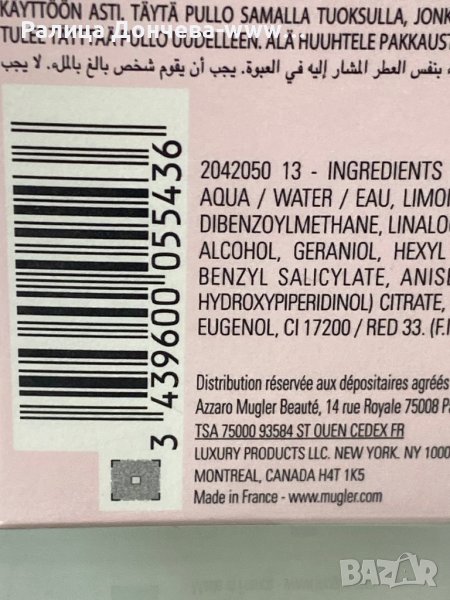 KÄYTTÖÖN ASTI. TÄYTÄ PULLO SAMALLA TUOKSULLA, JONK
Ралица Дончева-www...
PULLO UUDELLEEN. ÄLÄ HUUHTELE PAKKAUST
به بنفس العطر المشار إليه في العبوة. يجب أن يقوم شخص بالغ بالملء. لا يجب
3 439600 055436
2042050 13 - INGREDIENTS
AQUA / WATER / EAU, LIMO
DIBENZOYLMETHANE, LINALO
ALCOHOL, GERANIOL, HEXYL
BENZYL SALICYLATE, ANISE
HYDROXYPIPERIDINOL) CITRATE,
EUGENOL, CI 17200 / RED 33. (F.I
Distribution réservée aux dépositaires agréés
Azzaro Mugler Beauté, 14 rue Royale 75008 Pa
TSA 75000 93584 ST OUEN CEDEX FR
LUXURY PRODUCTS LLC. NEW YORK. NY 1000
MONTREAL, CANADA H4T 1K5
Made in France - www.mugler.com
BAZAR